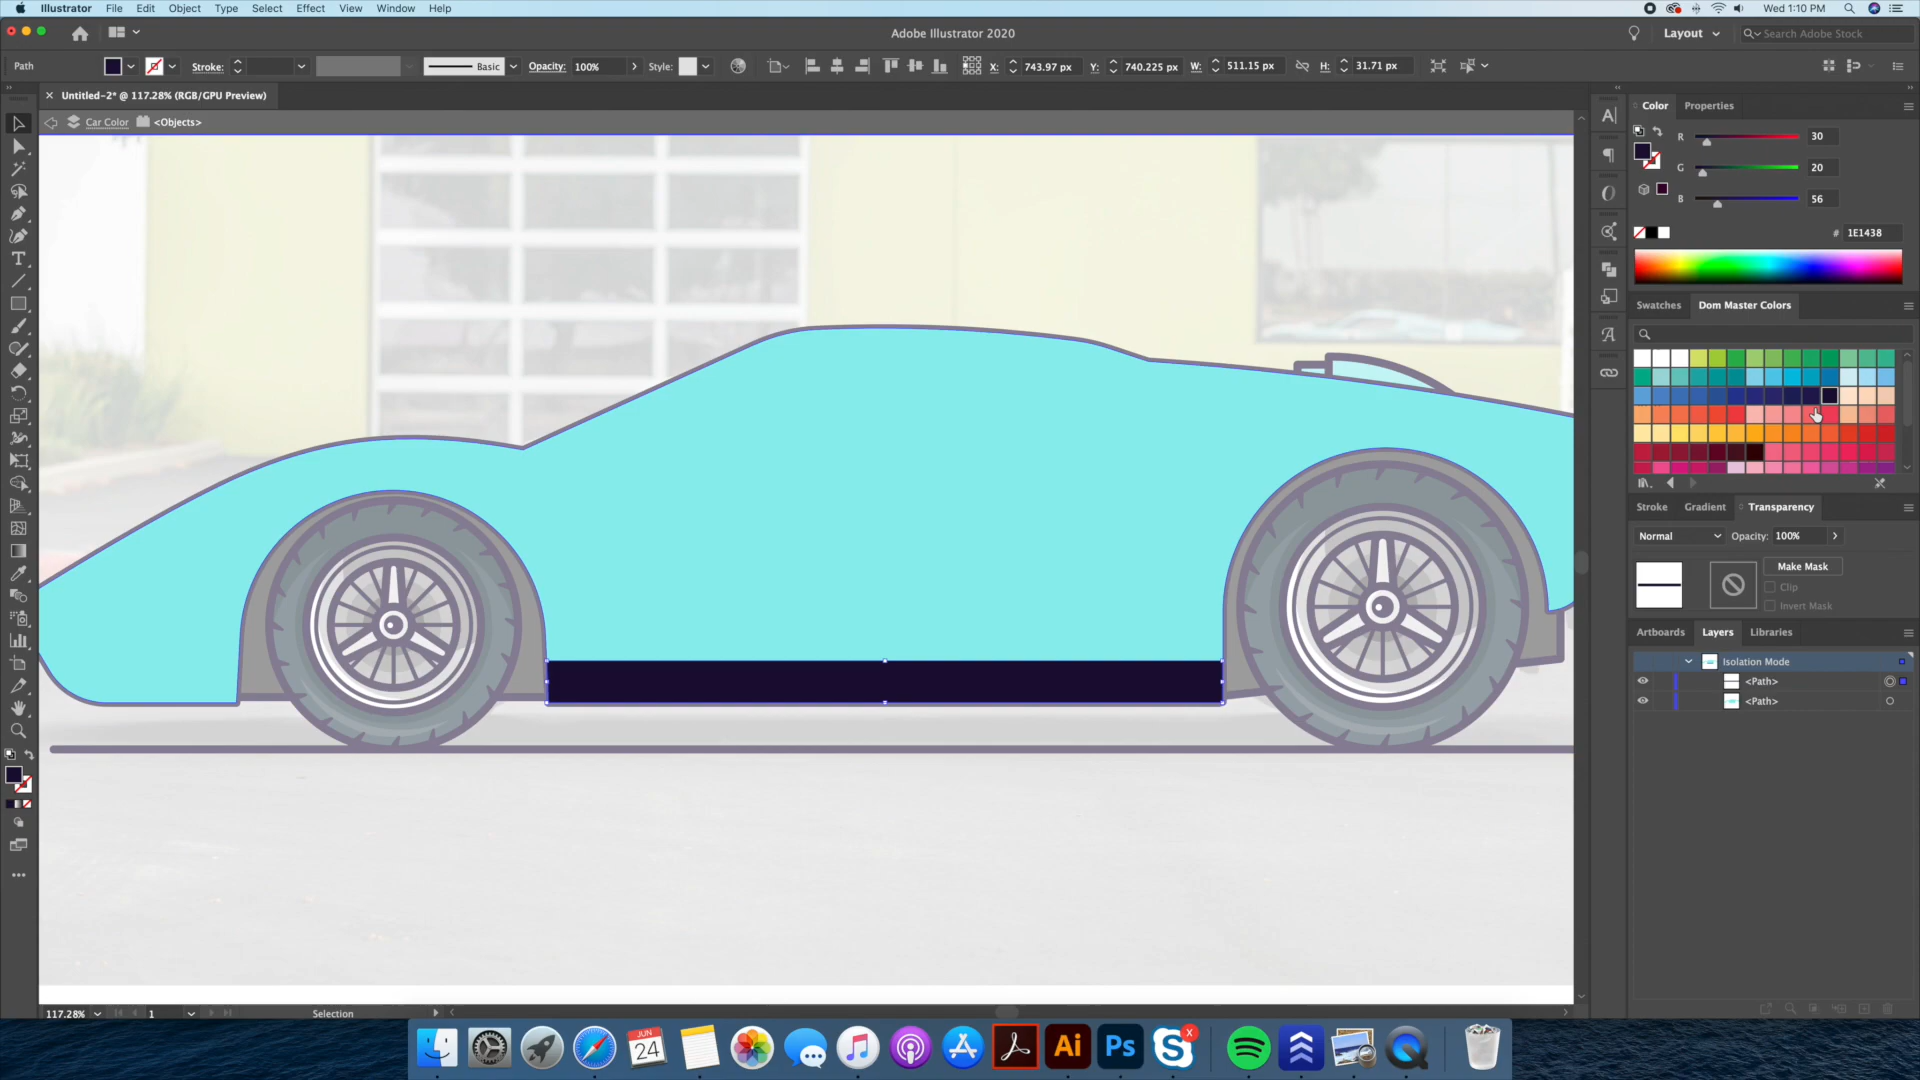 Illustrator File Edit Object Type Select Effect View Window Help Wed 1:10 PM
Adobe Illustrator 2020 Layout Search Adobe Stock
Path Stroke: Basic Opacity: 100% Style: X: 743.97 px Y: 740.225 px W: 511.15 px H: 31.71 px
Untitled-2* @ 117.28% (RGB/GPU Preview)
Car Color <Objects>
Color Properties
R 30
G 20
B 56
# 1E1438
Swatches Dom Master Colors
Stroke Gradient Transparency
Normal Opacity: 100%
Make Mask
Clip
Invert Mask
Artboards Layers Libraries
Isolation Mode
<Path>
<Path>
117.28% 1 Selection
JUN
24
Ai
Ps
S
X